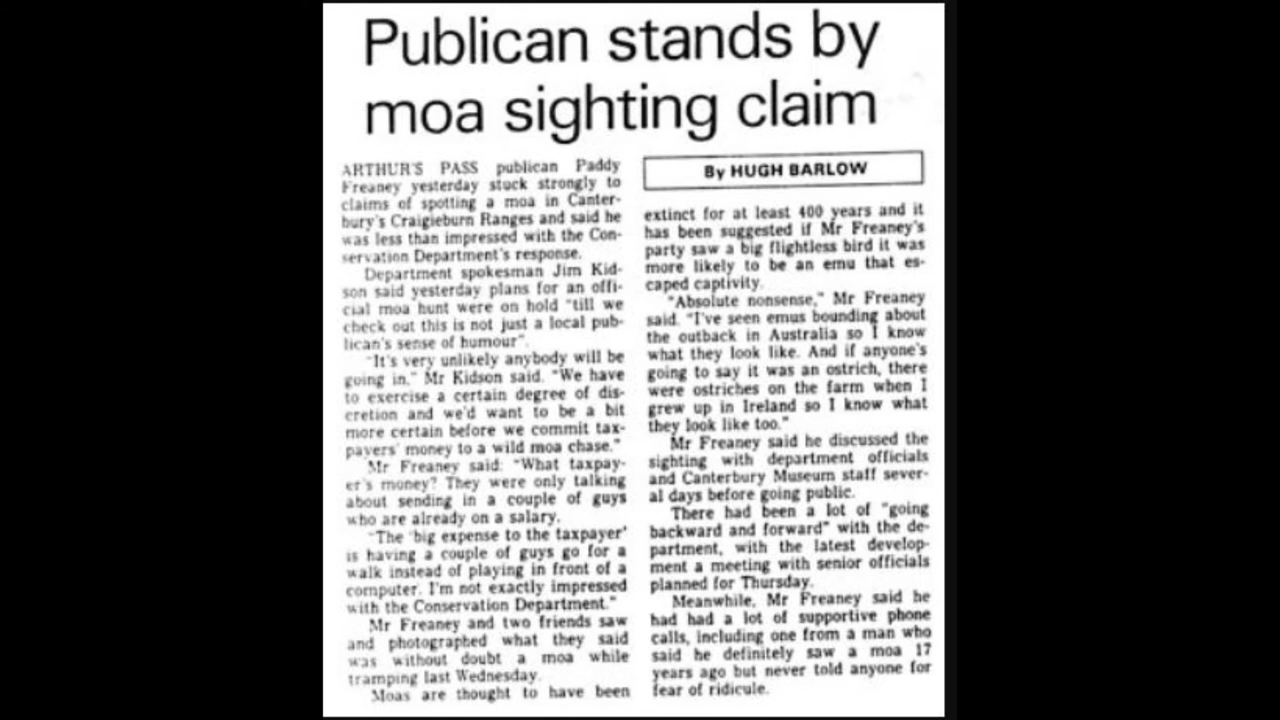 Publican stands by
moa sighting claim
ARTHUR'S PASS publican Paddy
Freaney yesterday stuck strongly to
claims of spotting a moa in Canter-
bury's Craigieburn Ranges and said he
was less than impressed with the Con-
servation Department's response.
Department spokesman Jim Kid-
son said yesterday plans for an offi-
cial moa hunt were on hold "till we
check out this is not just a local pub-
lican's sense of humour".
"It's very unlikely anybody will be
going in," Mr Kidson said. "We have
to exercise a certain degree of dis-
cretion and we'd want to be a bit
more certain before we commit tax-
payers' money to a wild moa chase."
Mr Freaney said: "What taxpay-
er's money? They were only talking
about sending in a couple of guys
who are already on a salary.
"The 'big expense to the taxpayer'
is having a couple of guys go for a
walk instead of playing in front of a
computer. I'm not exactly impressed
with the Conservation Department."
Mr Freaney and two friends saw
and photographed what they said
was without doubt a moa while
tramping last Wednesday.
Moas are thought to have been
By HUGH BARLOW
extinct for at least 400 years and it
has been suggested if Mr Freaney's
party saw a big flightless bird it was
more likely to be an emu that es-
caped captivity.
"Absolute nonsense," Mr Freaney
said. "I've seen emus bounding about
the outback in Australia so I know
what they look like. And if anyone's
going to say it was an ostrich, there
were ostriches on the farm when I
grew up in Ireland so I know what
they look like too."
Mr Freaney said he discussed the
sighting with department officials
and Canterbury Museum staff sever-
al days before going public.
There had been a lot of "going
backward and forward" with the de-
partment, with the latest develop-
ment a meeting with senior officials
planned for Thursday.
Meanwhile, Mr Freaney said he
had had a lot of supportive phone
calls, including one from a man who
said he definitely saw a moa 17
years ago but never told anyone for
fear of ridicule.